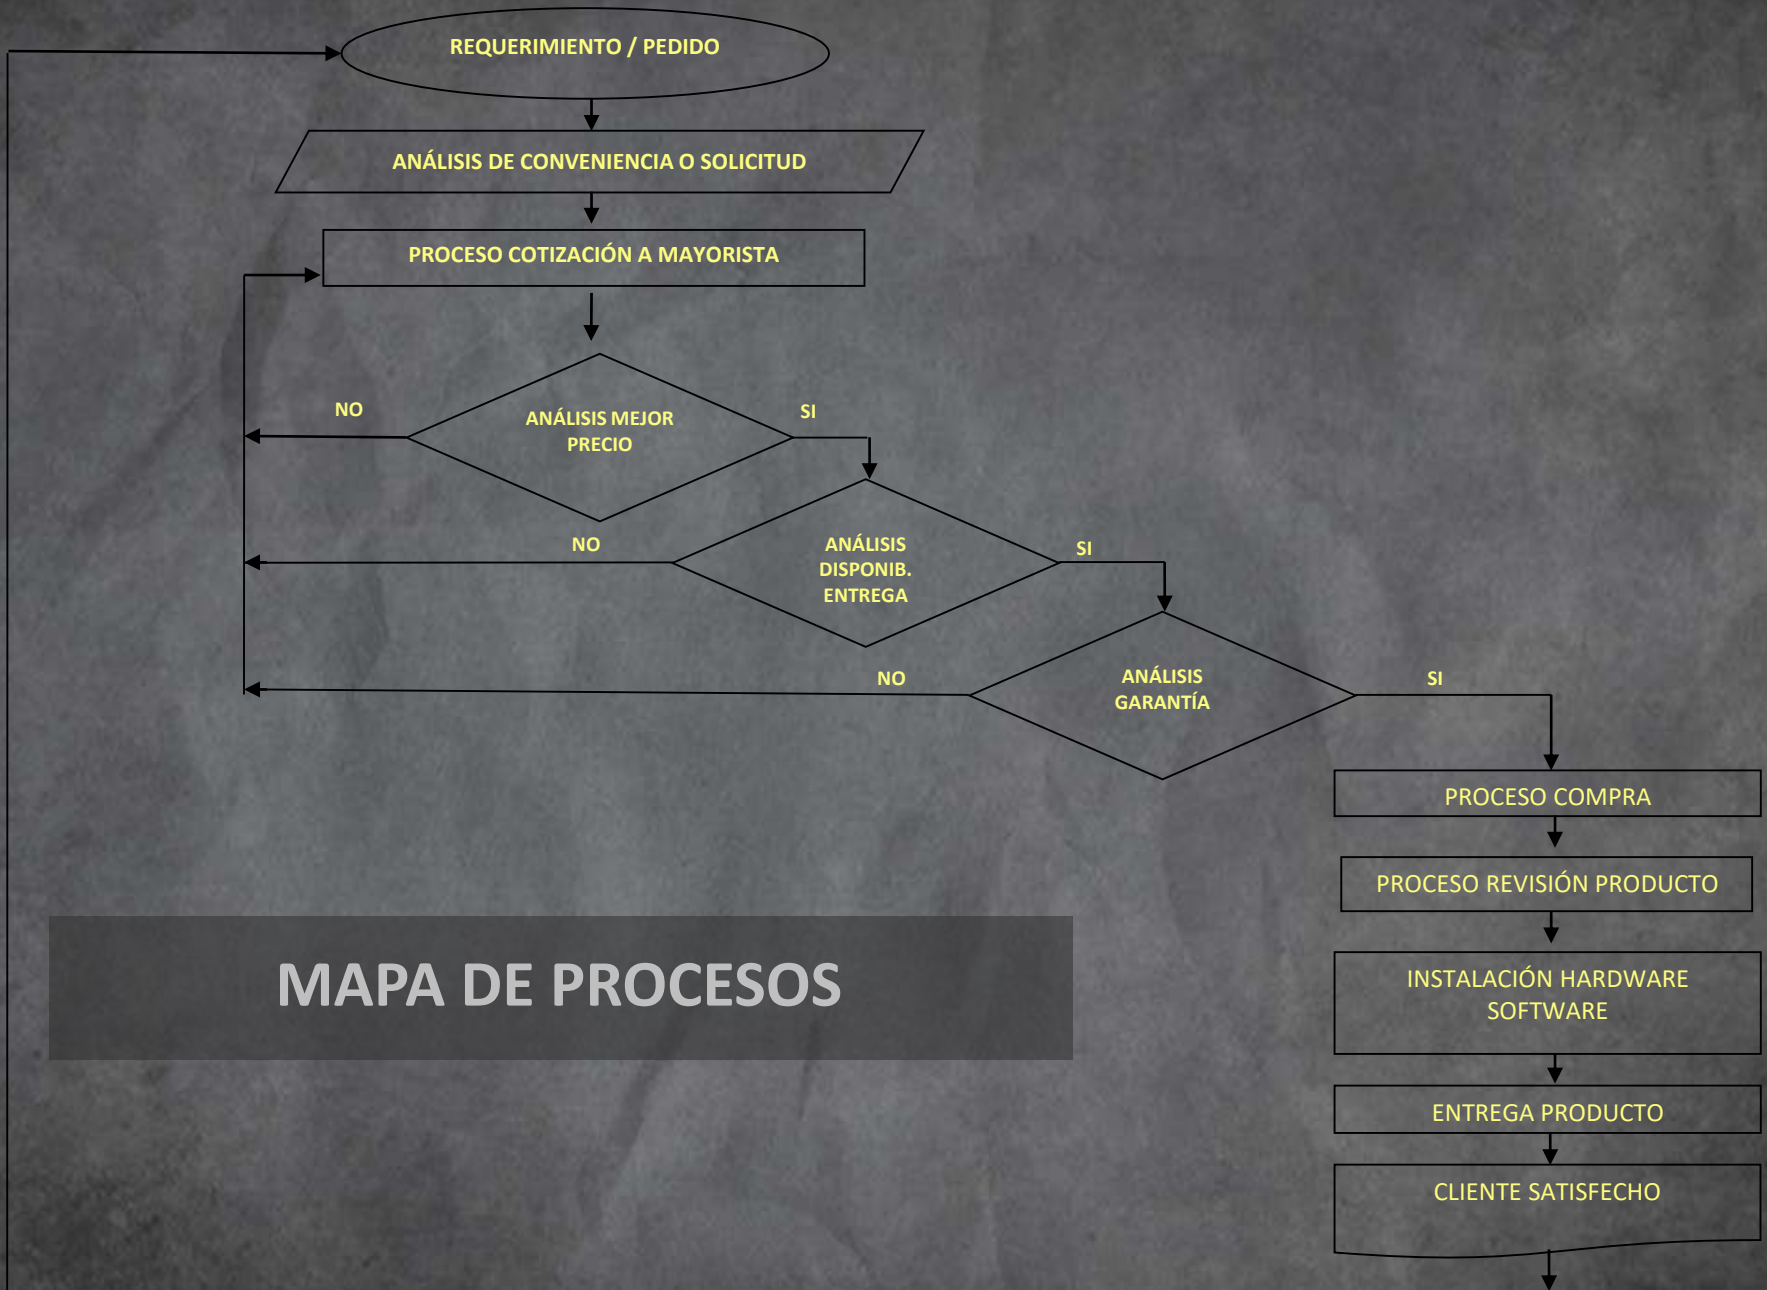 REQUERIMIENTO / PEDIDO
ANÁLISIS DE CONVENIENCIA O SOLICITUD
PROCESO COTIZACIÓN A MAYORISTA
NO
ANÁLISIS MEJOR
PRECIO
SI
NO
ANÁLISIS
DISPONIB.
ENTREGA
SI
NO
ANÁLISIS
GARANTÍA
SI
PROCESO COMPRA
PROCESO REVISIÓN PRODUCTO
MAPA DE PROCESOS
INSTALACIÓN HARDWARE
SOFTWARE
ENTREGA PRODUCTO
CLIENTE SATISFECHO